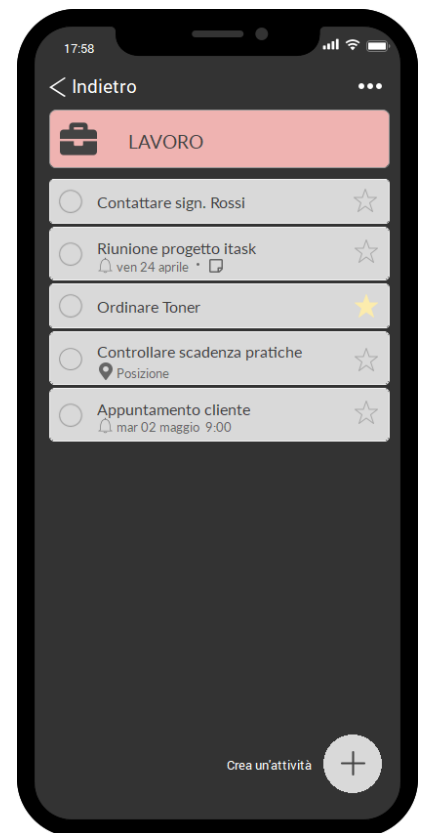 17:58
Indietro
LAVORO
Contattare sign. Rossi
Riunione progetto itask
ven 24 aprile
Ordinare Toner
Controllare scadenza pratiche
Posizione
Appuntamento cliente
mar 02 maggio 9:00
Crea un'attività